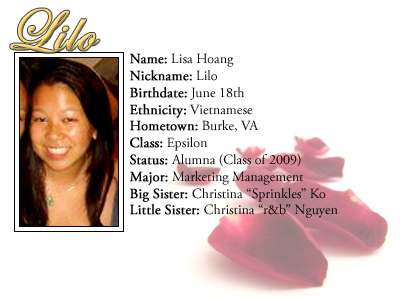 Lilo
Name: Lisa Hoang
Nickname: Lilo
Birthdate: June 18th
Ethnicity: Vietnamese
Hometown: Burke, VA
Class: Epsilon
Status: Alumna (Class of 2009)
Major: Marketing Management
Big Sister: Christina “Sprinkles” Ko
Little Sister: Christina “r&b” Nguyen